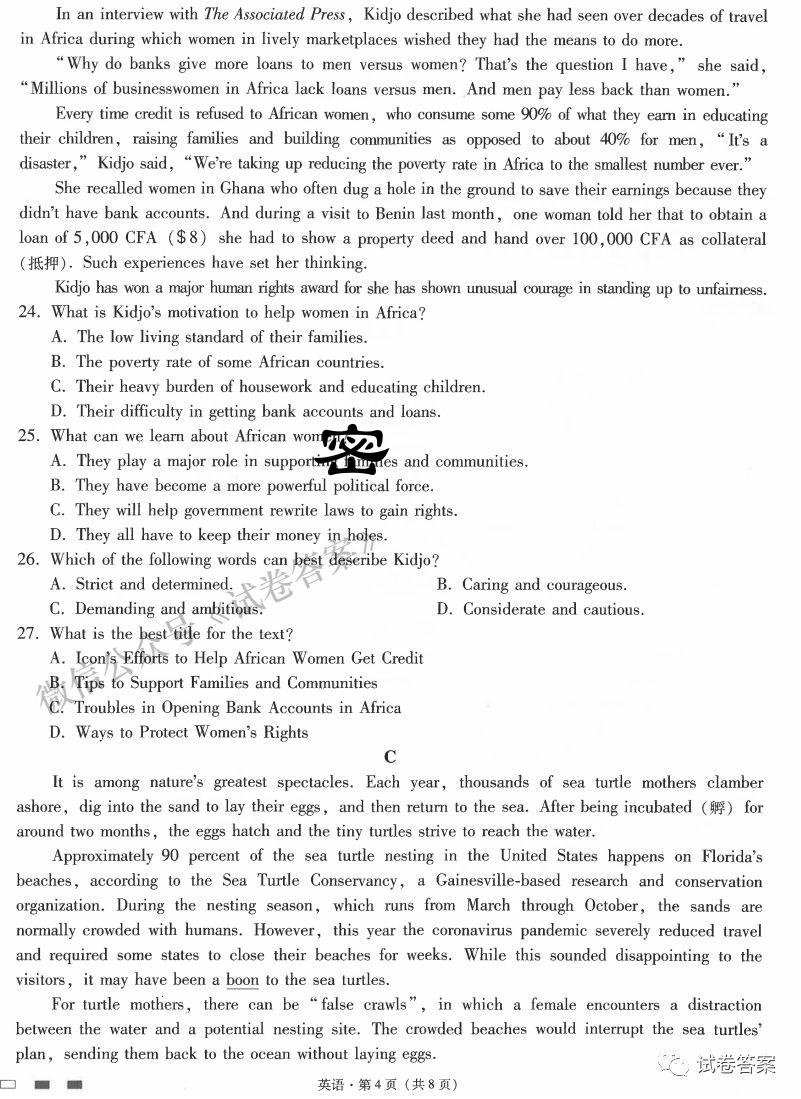 In an interview with The Associated Press, Kidjo described what she had seen over decades of travel
in Africa during which women in lively marketplaces wished they had the means to do more.
“Why do banks give more loans to men versus women? That's the question I have,” she said,
“Millions of businesswomen in Africa lack loans versus men. And men pay less back than women.”
Every time credit is refused to African women, who consume some 90% of what they earn in educating
their children, raising families and building communities as opposed to about 40% for men, “It's a
disaster,” Kidjo said, “We're taking up reducing the poverty rate in Africa to the smallest number ever.”
She recalled women in Ghana who often dug a hole in the ground to save their earnings because they
didn't have bank accounts. And during a visit to Benin last month, one woman told her that to obtain a
loan of 5,000 CFA ($8) she had to show a property deed and hand over 100,000 CFA as collateral
(抵押). Such experiences have set her thinking.
Kidjo has won a major human rights award for she has shown unusual courage in standing up to unfairness.
24. What is Kidjo's motivation to help women in Africa?
A. The low living standard of their families.
B. The poverty rate of some African countries.
C. Their heavy burden of housework and educating children.
D. Their difficulty in getting bank accounts and loans.
25. What can we learn about African women?
密
A. They play a major role in supporting families and communities.
B. They have become a more powerful political force.
C. They will help government rewrite laws to gain rights.
D. They all have to keep their money in holes.
26. Which of the following words can best describe Kidjo?
A. Strict and determined. B. Caring and courageous.
C. Demanding and ambitious. D. Considerate and cautious.
27. What is the best title for the text?
A. Icon's Efforts to Help African Women Get Credit
B. Tips to Support Families and Communities
C. Troubles in Opening Bank Accounts in Africa
D. Ways to Protect Women's Rights
微信公众号《试卷答案》
C
It is among nature's greatest spectacles. Each year, thousands of sea turtle mothers clamber
ashore, dig into the sand to lay their eggs, and then return to the sea. After being incubated (孵) for
around two months, the eggs hatch and the tiny turtles strive to reach the water.
Approximately 90 percent of the sea turtle nesting in the United States happens on Florida's
beaches, according to the Sea Turtle Conservancy, a Gainesville-based research and conservation
organization. During the nesting season, which runs from March through October, the sands are
normally crowded with humans. However, this year the coronavirus pandemic severely reduced travel
and required some states to close their beaches for weeks. While this sounded disappointing to the
visitors, it may have been a boon to the sea turtles.
For turtle mothers, there can be “false crawls”, in which a female encounters a distraction
between the water and a potential nesting site. The crowded beaches would interrupt the sea turtles'
plan, sending them back to the ocean without laying eggs.
试卷答案
英语·第4页(共8页)